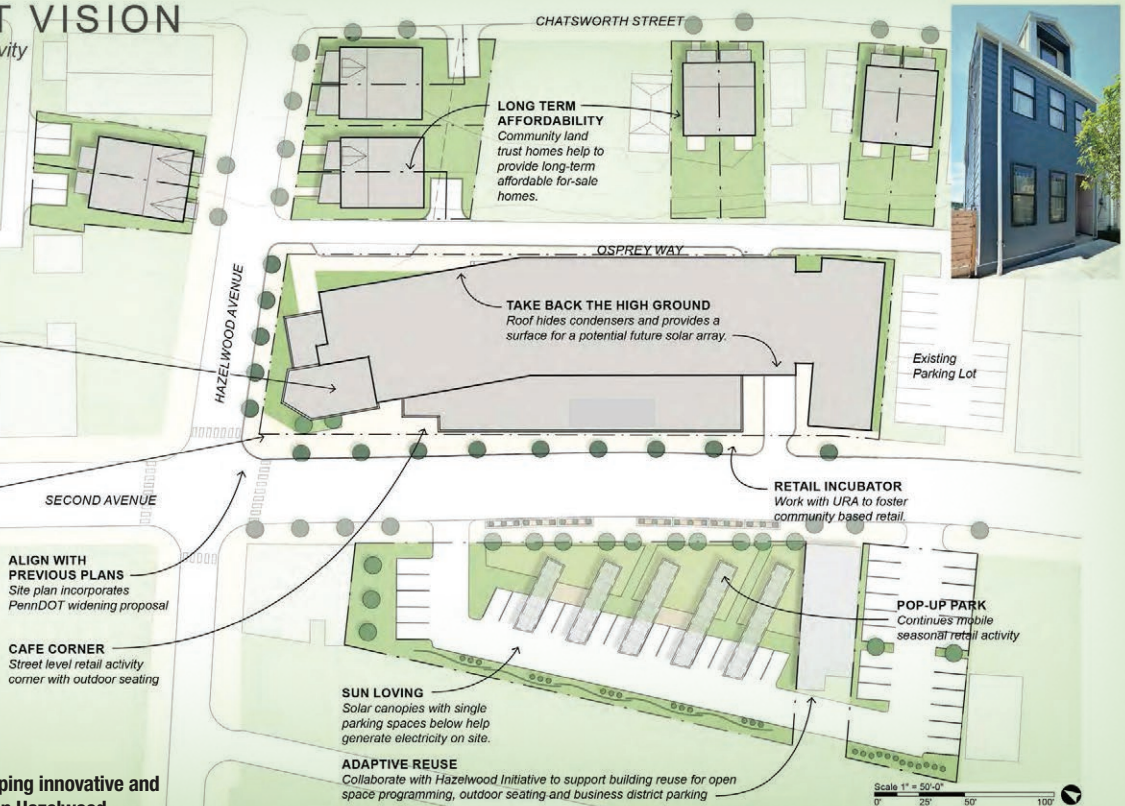 T VISION
vity
CHATSWORTH STREET
LONG TERM
AFFORDABILITY
Community land
trust homes help to
provide long-term
affordable for-sale
homes.
OSPREY WAY
HAZELWOOD AVENUE
TAKE BACK THE HIGH GROUND
Roof hides condensers and provides a
surface for a potential future solar array.
Existing
Parking Lot
SECOND AVENUE
RETAIL INCUBATOR
Work with URA to foster
community based retail.
ALIGN WITH
PREVIOUS PLANS
Site plan incorporates
PennDOT widening proposal
CAFE CORNER
Street level retail activity
corner with outdoor seating
POP-UP PARK
Continues mobile
seasonal retail activity
SUN LOVING
Solar canopies with single
parking spaces below help
generate electricity on site.
ADAPTIVE REUSE
Collaborate with Hazelwood Initiative to support building reuse for open
space programming, outdoor seating and business district parking
ping innovative and
Hazelwood
Scale 1" = 50'-0"
0' 25' 50' 100'